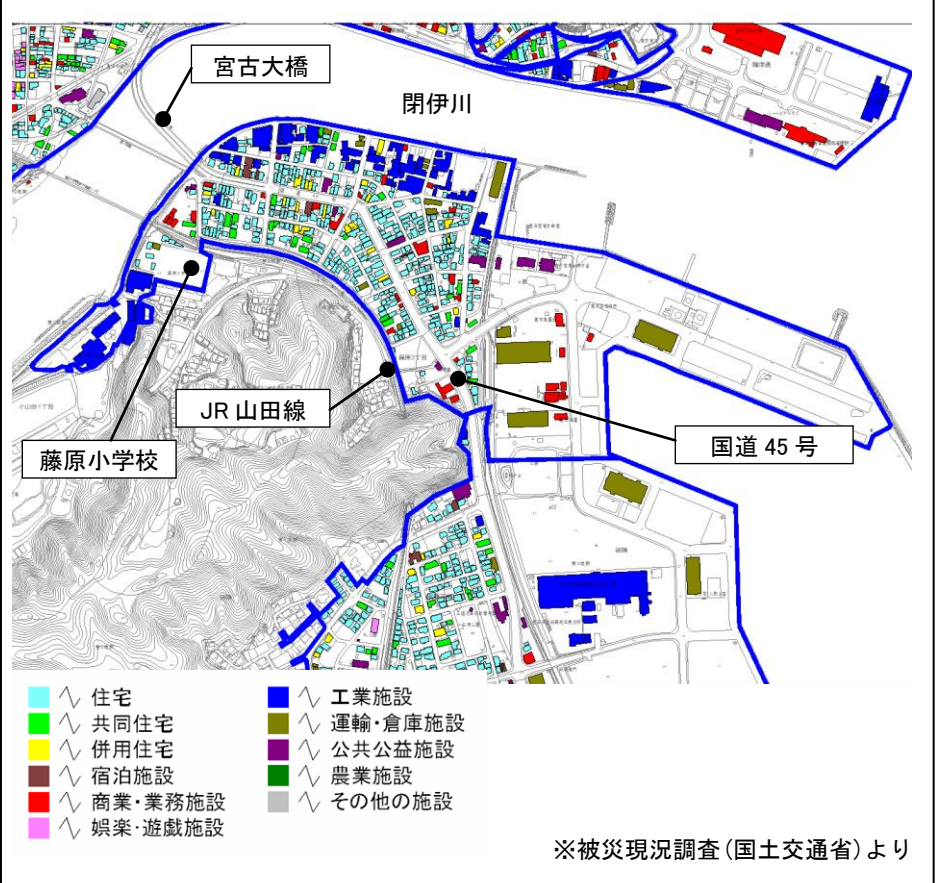 宮古大橋
閉伊川
JR 山田線
国道 45 号
藤原小学校
住宅
共同住宅
併用住宅
宿泊施設
商業・業務施設
娯楽・遊戯施設
工業施設
運輸・倉庫施設
公共公益施設
農業施設
その他の施設
※被災現況調査(国土交通省)より